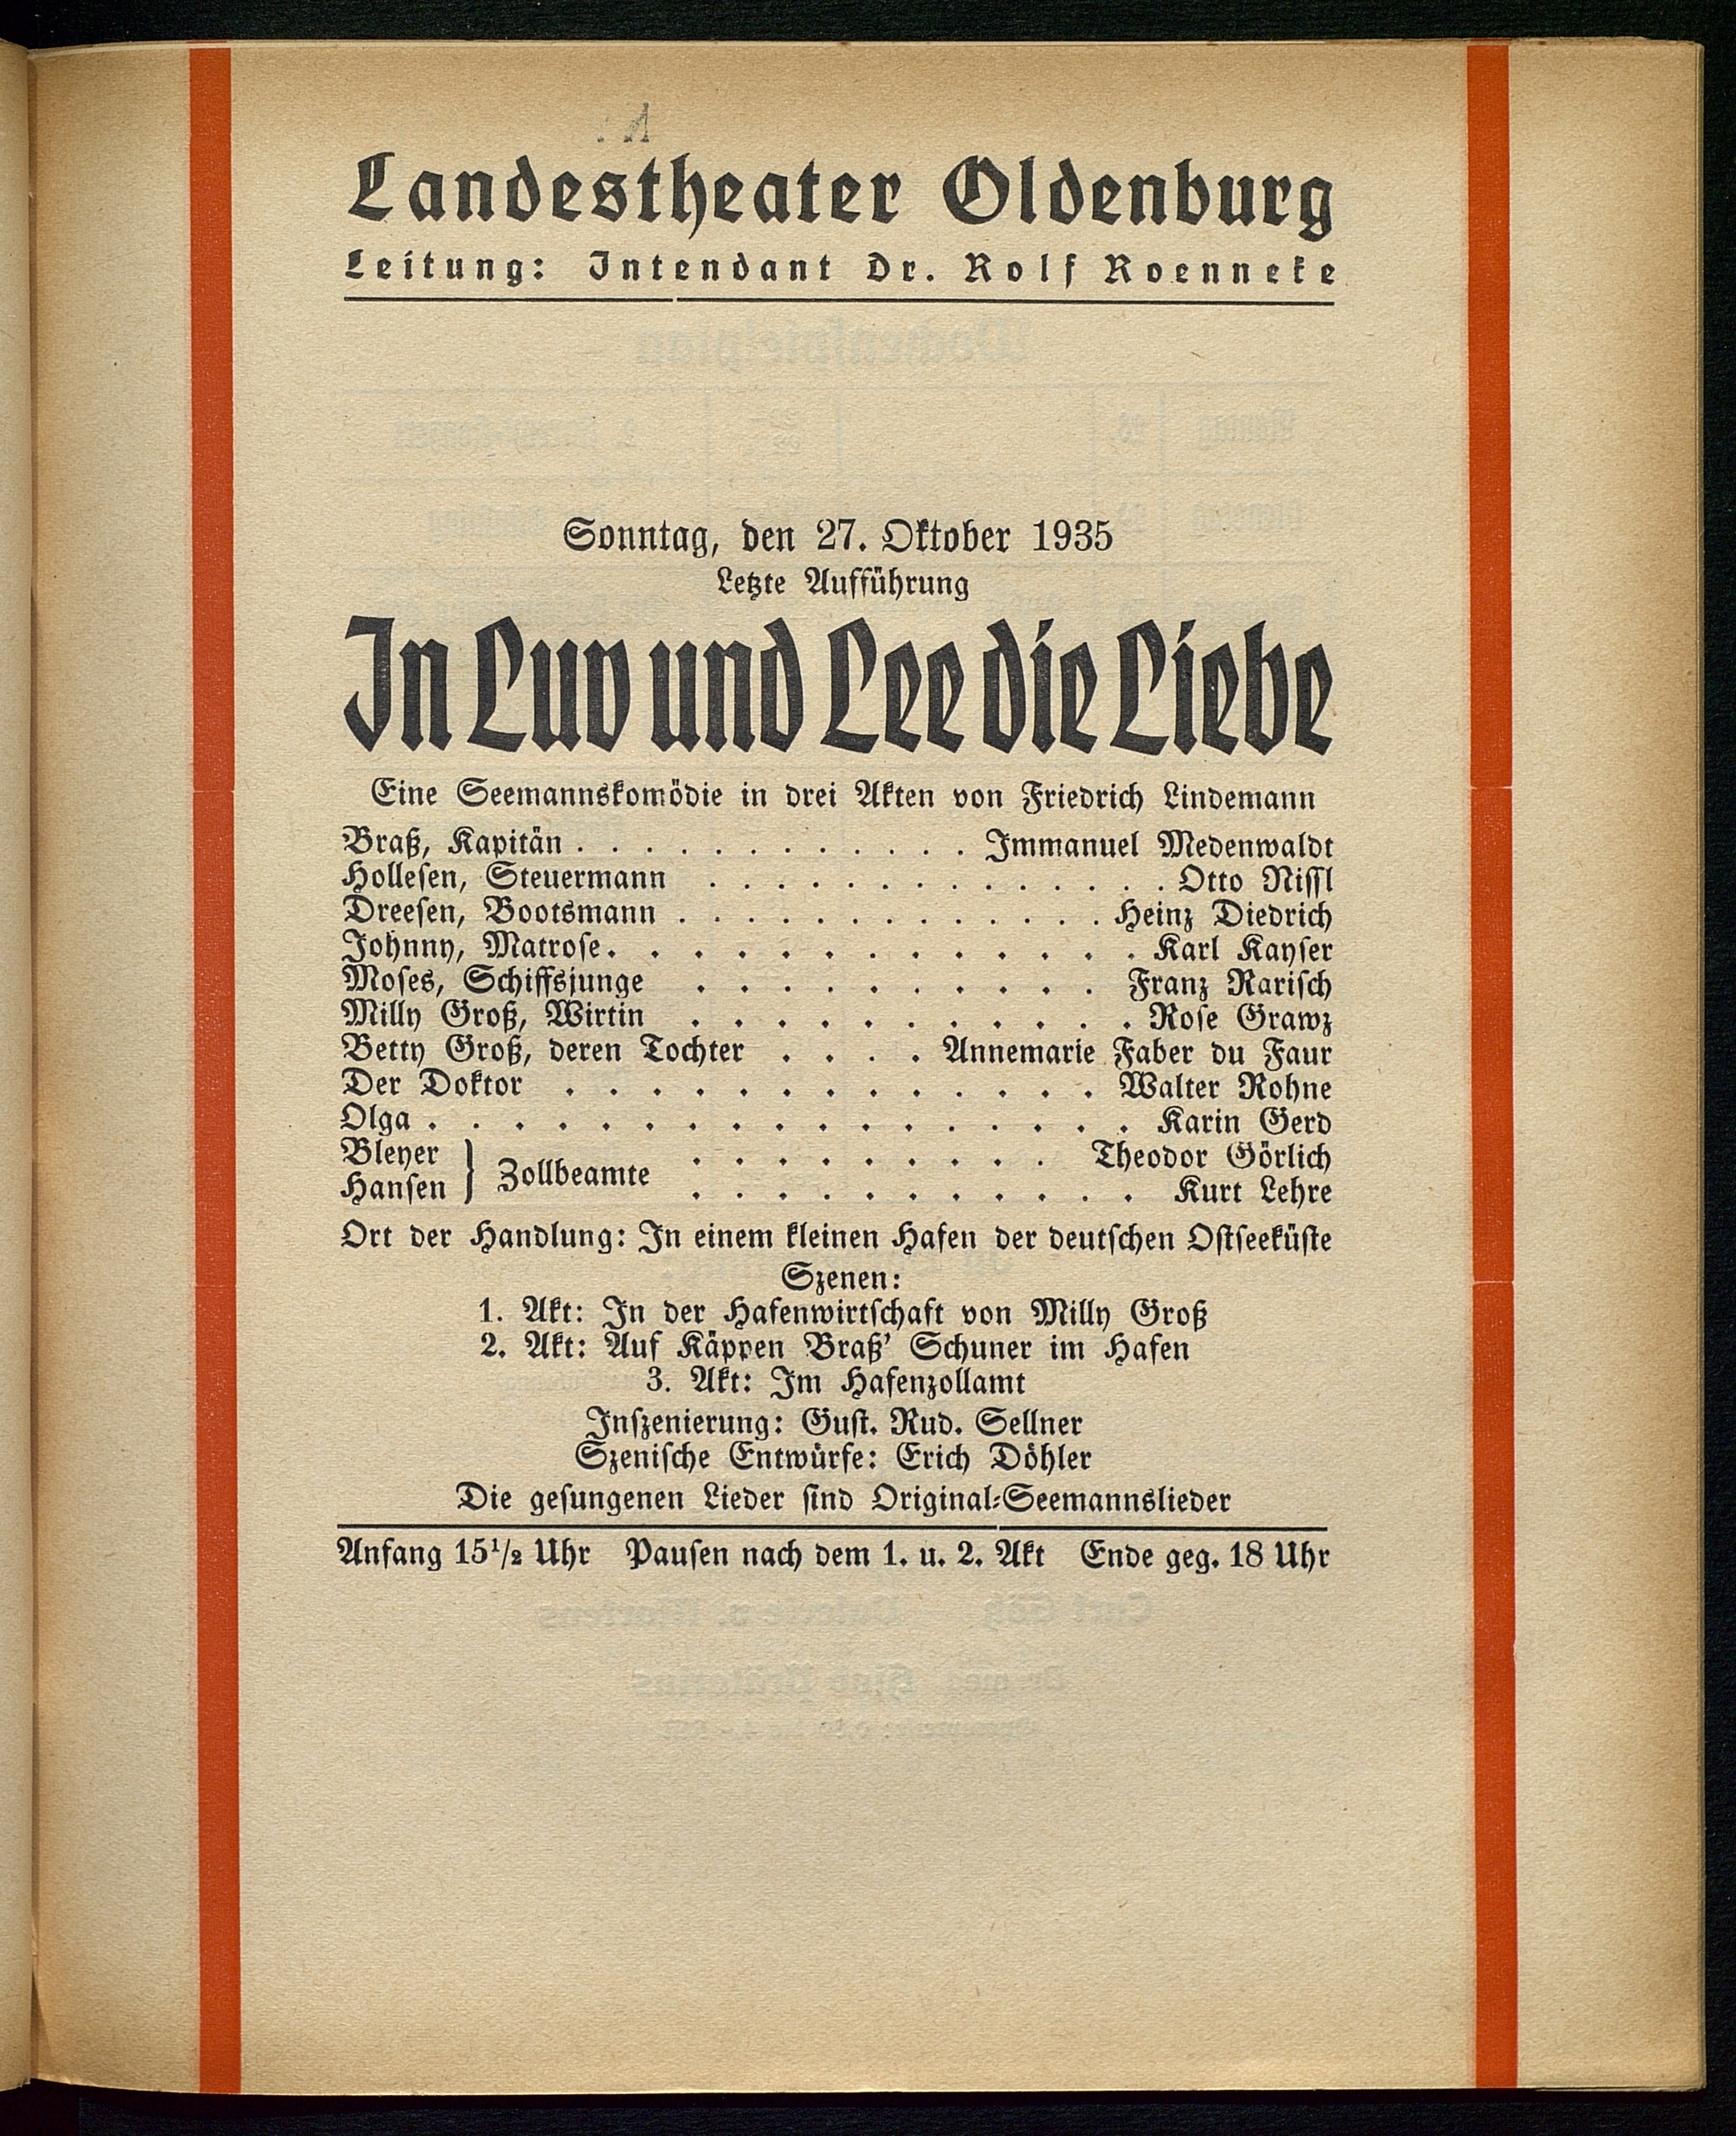 Landestheater Oldenburg
Leitung: Intendant Dr. Rolf Roenneke
Sonntag, den 27. Oktober 1935
Letzte Aufführung
In Luv und Lee die Liebe
Eine Seemannskomödie in drei Akten von Friedrich Lindemann
Braß, Kapitän . . . . . . . . . . . . Immanuel Medenwaldt
Hollesen, Steuermann . . . . . . . . . . . . . . Otto Nissl
Dreesen, Bootsmann . . . . . . . . . . . . . Heinz Diedrich
Johnny, Matrose . . . . . . . . . . . . . Karl Kayser
Moses, Schiffsjunge . . . . . . . . . . Franz Rarisch
Milly Groß, Wirtin . . . . . . . . . . . Rose Grawz
Betty Groß, deren Tochter . . . . Annemarie Faber du Faur
Der Doktor . . . . . . . . . . . . . Walter Rohne
Olga . . . . . . . . . . . . . . . . . Karin Gerd
Bleyer } Zollbeamte . . . . . . . . . Theodor Görlich
Hansen } . . . . . . . . . . . Kurt Lehre
Ort der Handlung: In einem kleinen Hafen der deutschen Ostseeküste
Szenen:
1. Akt: In der Hafenwirtschaft von Milly Groß
2. Akt: Auf Käppen Braß' Schuner im Hafen
3. Akt: Im Hafenzollamt
Inszenierung: Gust. Rud. Sellner
Szenische Entwürfe: Erich Döhler
Die gesungenen Lieder sind Original-Seemannslieder
Anfang 15½ Uhr Pausen nach dem 1. u. 2. Akt Ende geg. 18 Uhr